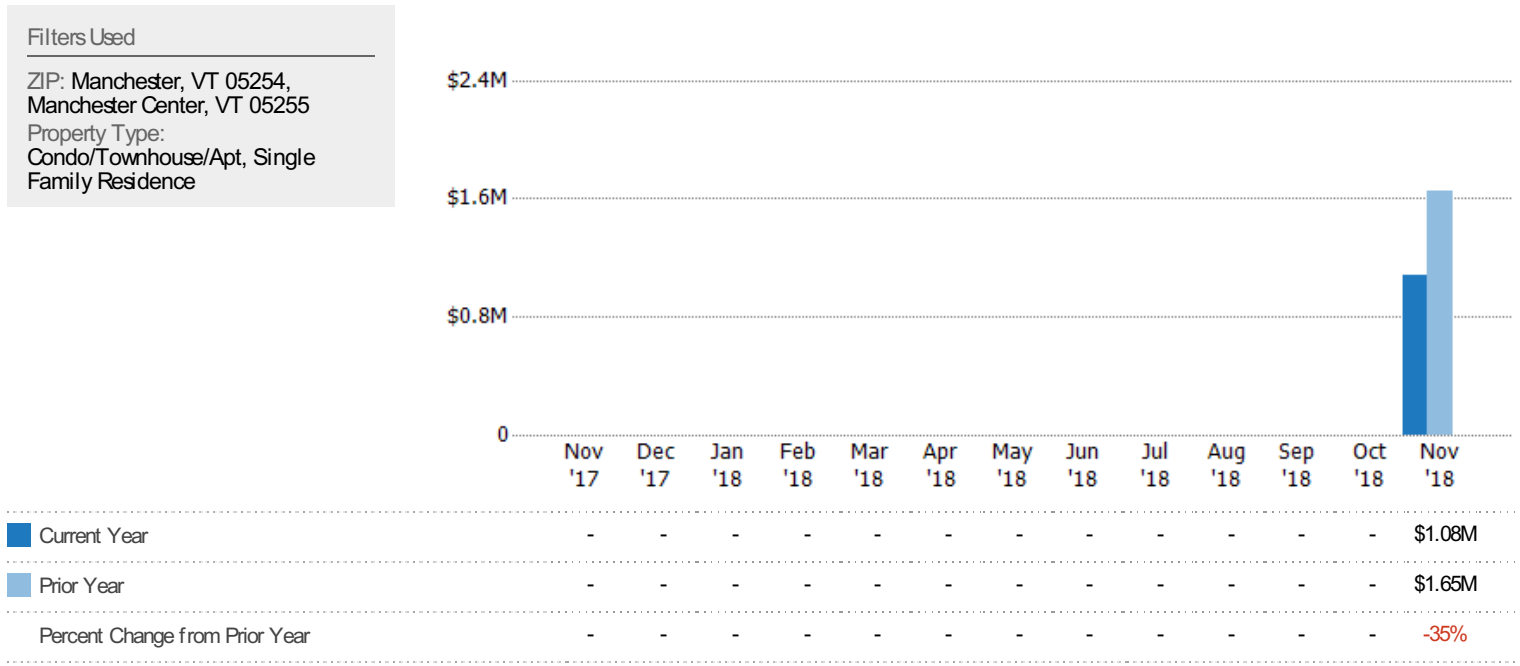 Filters Used
ZIP: Manchester, VT 05254,
Manchester Center, VT 05255
Property Type:
Condo/Townhouse/Apt, Single
Family Residence
$2.4M
$1.6M
$0.8M
0
Nov Dec Jan Feb Mar Apr May Jun Jul Aug Sep Oct Nov
'17 '17 '18 '18 '18 '18 '18 '18 '18 '18 '18 '18 '18
Current Year - - - - - - - - - - - - $1.08M
Prior Year - - - - - - - - - - - - $1.65M
Percent Change from Prior Year - - - - - - - - - - - - -35%